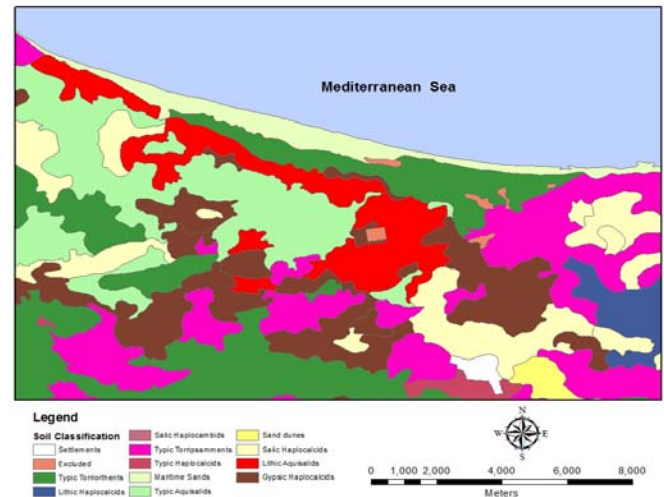 Mediterranean Sea
Legend
Soil Classification
Settlements
Excluded
Typic Torriorthents
Lithic Haplocalcids
Salic Haplocambids
Typic Torripsamments
Typic Haplocalcids
Maritime Sands
Typic Aquisalids
Sand dunes
Salic Haplocalcids
Lithic Aquisalids
Gypsic Haplocalcids
N
W E
S
0 1,000 2,000 4,000 6,000 8,000
Meters